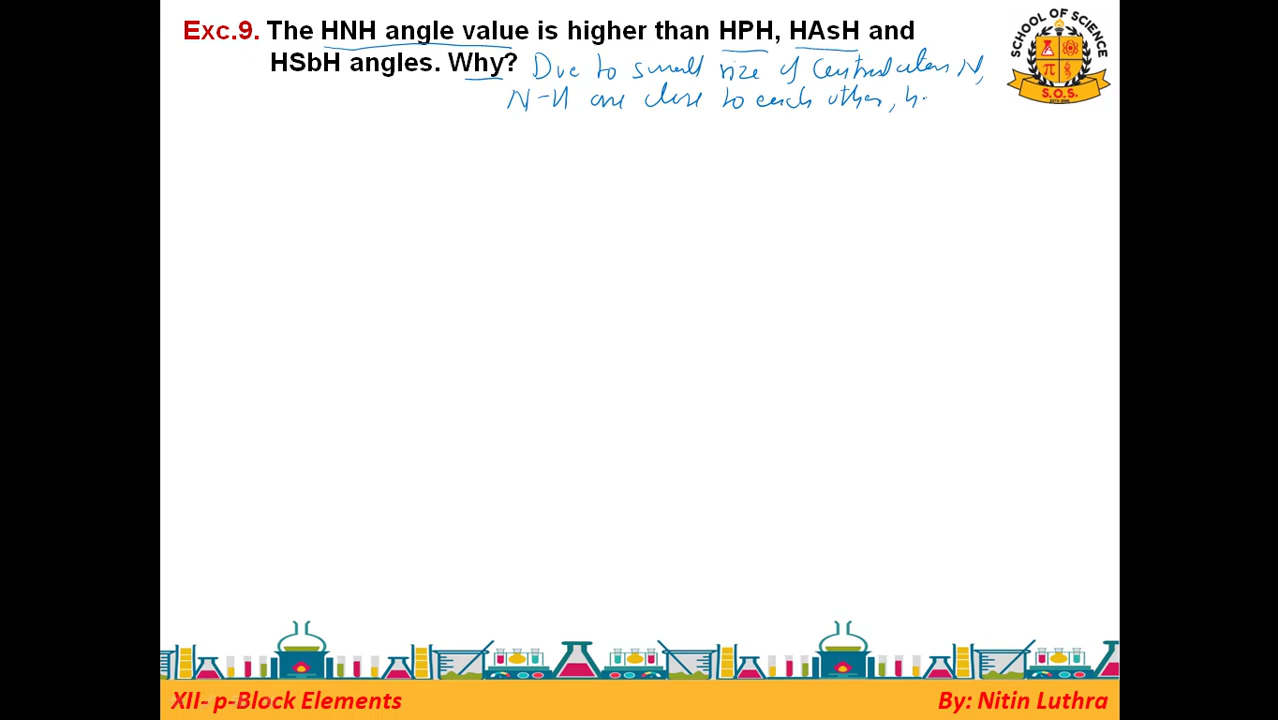 Exc.9. The HNH angle value is higher than HPH, HAsH and
HSbH angles. Why? Due to small size of central atom N,
N-H are close to each other, h
SCHOOL OF SCIENCE
π
S.O.S.
XII- p-Block Elements
By: Nitin Luthra